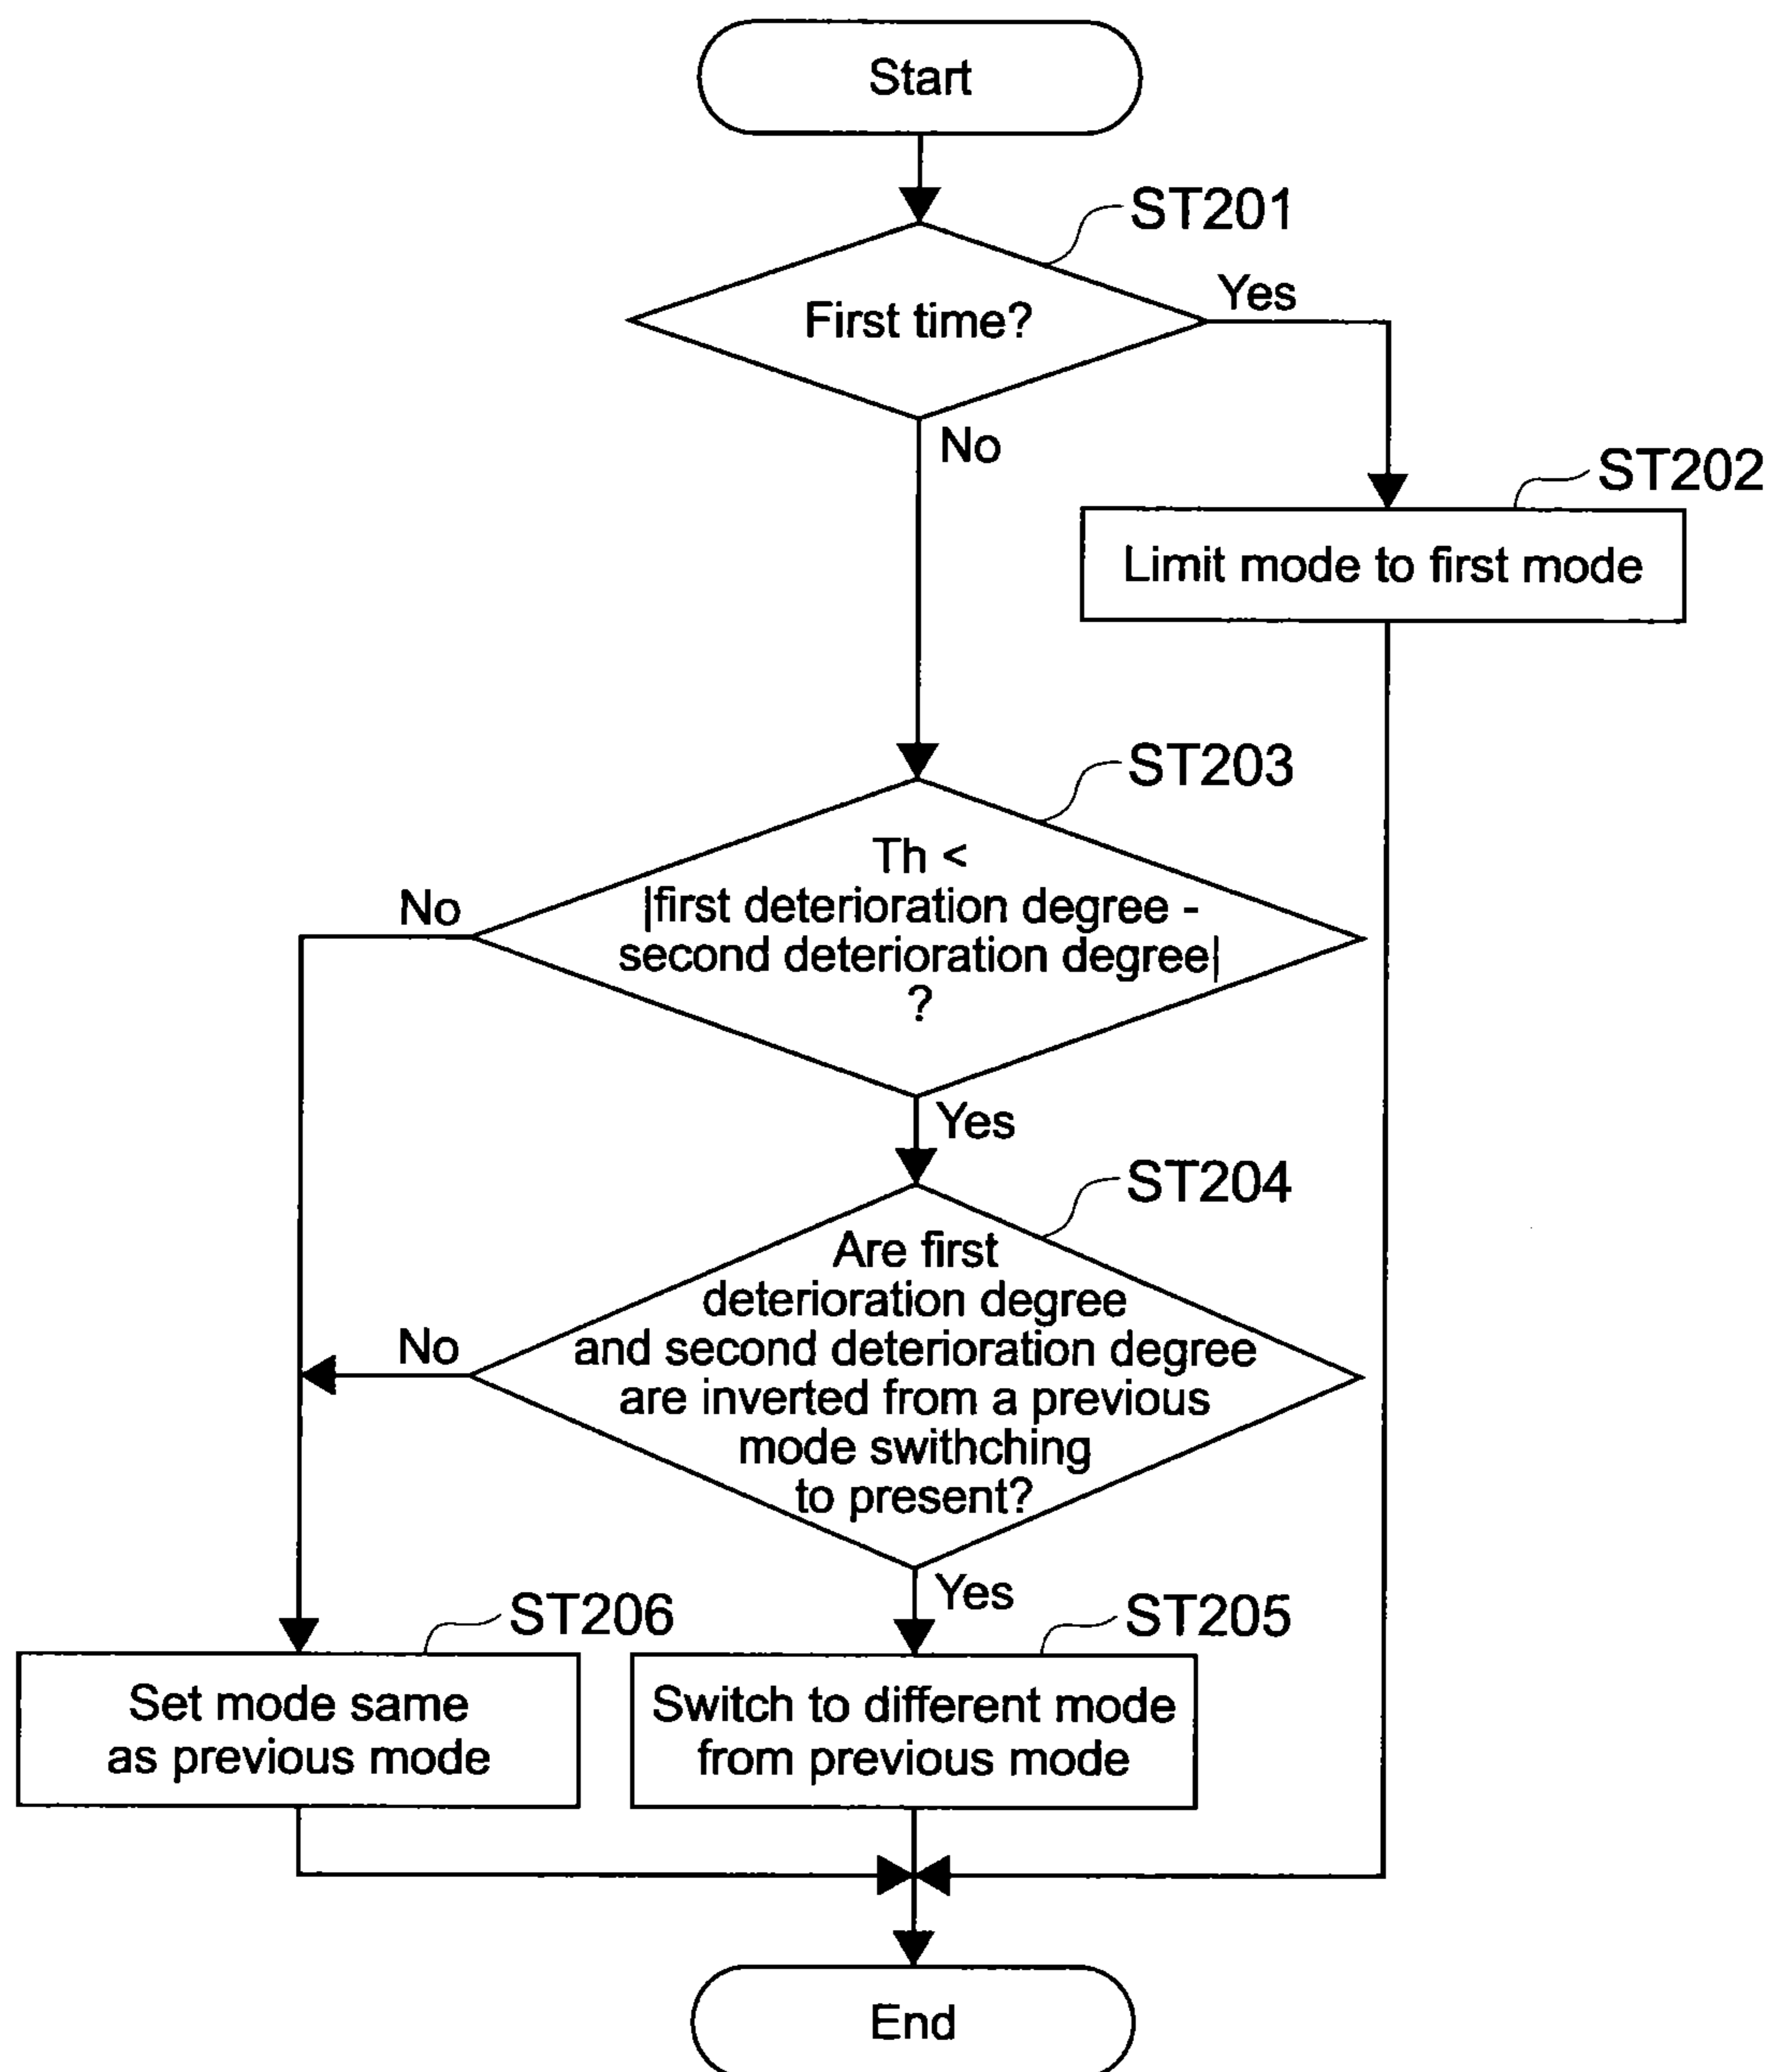 Start
ST201
First time?
Yes
No
ST202
Limit mode to first mode
ST203
Th <
|first deterioration degree -
second deterioration degree|
?
No
Yes
ST204
Are first
deterioration degree
and second deterioration degree
are inverted from a previous
mode swithching
to present?
No
Yes
ST206
Set mode same
as previous mode
ST205
Switch to different mode
from previous mode
End